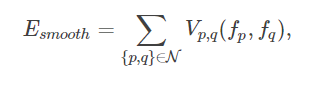 E_{smooth} = \sum_{\{p,q\} \in \mathcal{N}} V_{p,q}(f_p, f_q),